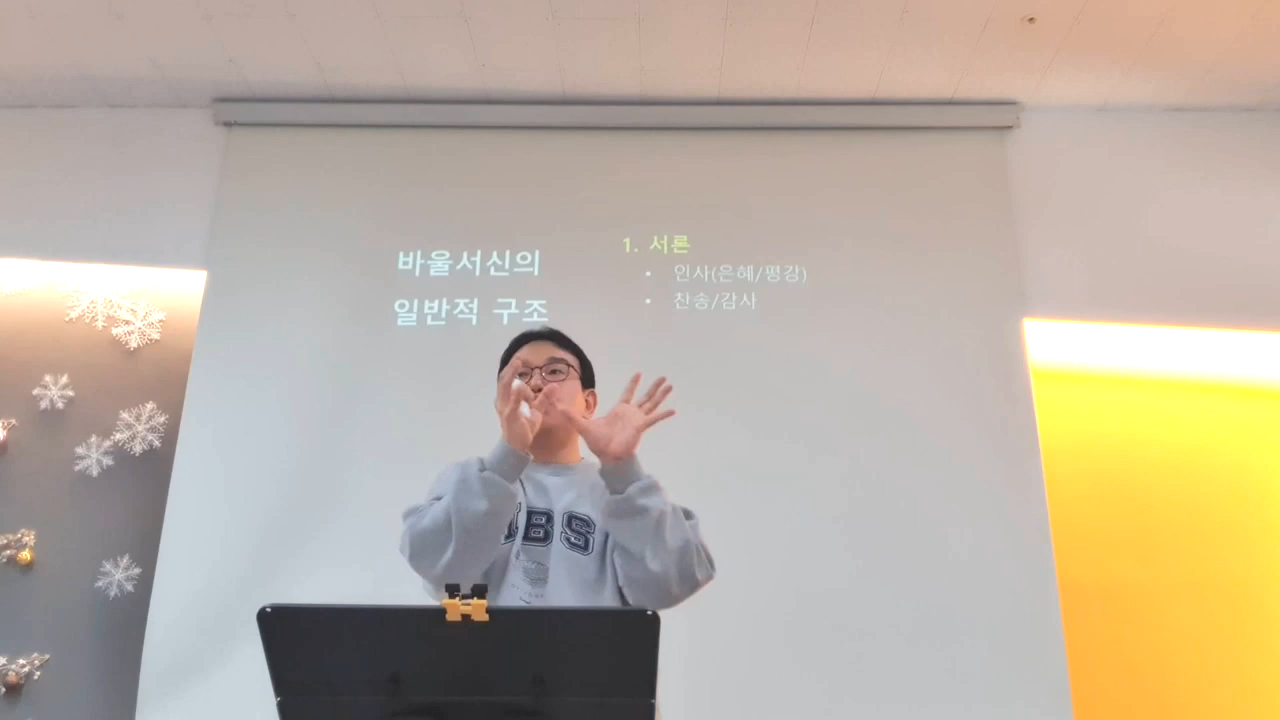 바울서신의
일반적 구조
1. 서론
• 인사(은혜/평강)
• 찬송/감사
IBS